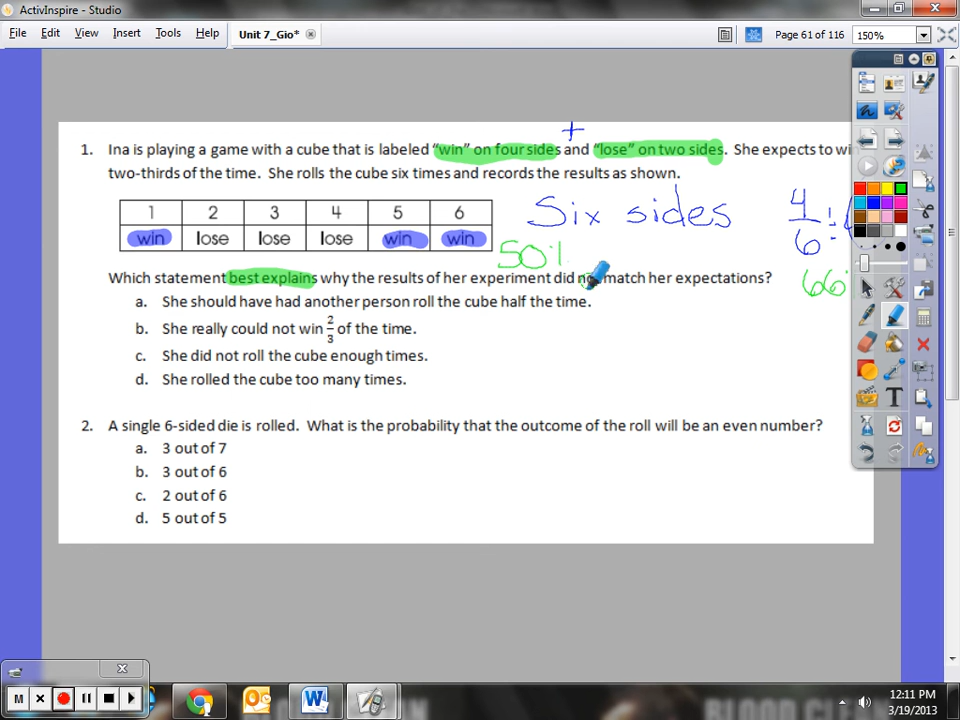 ActivInspire - Studio
File Edit View Insert Tools Help
Unit 7_Gio*
Page 61 of 116
150%
1. Ina is playing a game with a cube that is labeled “win” on four sides and “lose” on two sides. She expects to wi
+
two-thirds of the time. She rolls the cube six times and records the results as shown.
1 2 3 4 5 6
win lose lose lose win win
Six sides
4/6 ÷
50%
66
Which statement best explains why the results of her experiment did not match her expectations?
a. She should have had another person roll the cube half the time.
b. She really could not win 2/3 of the time.
c. She did not roll the cube enough times.
d. She rolled the cube too many times.
2. A single 6-sided die is rolled. What is the probability that the outcome of the roll will be an even number?
a. 3 out of 7
b. 3 out of 6
c. 2 out of 6
d. 5 out of 5
M
12:11 PM
3/19/2013